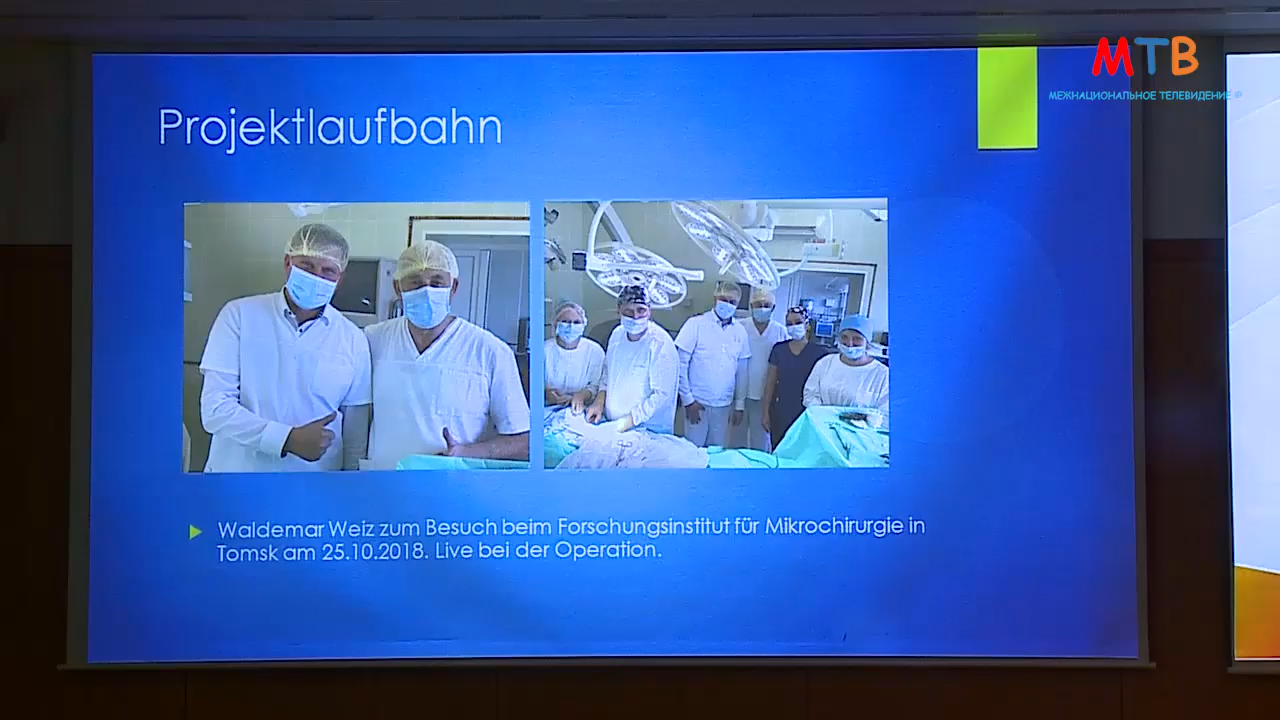 МТВ
МЕЖНАЦИОНАЛЬНОЕ ТЕЛЕВИДЕНИЕ ®
Projektlaufbahn
Waldemar Weiz zum Besuch beim Forschungsinstitut für Mikrochirurgie in
Tomsk am 25.10.2018. Live bei der Operation.